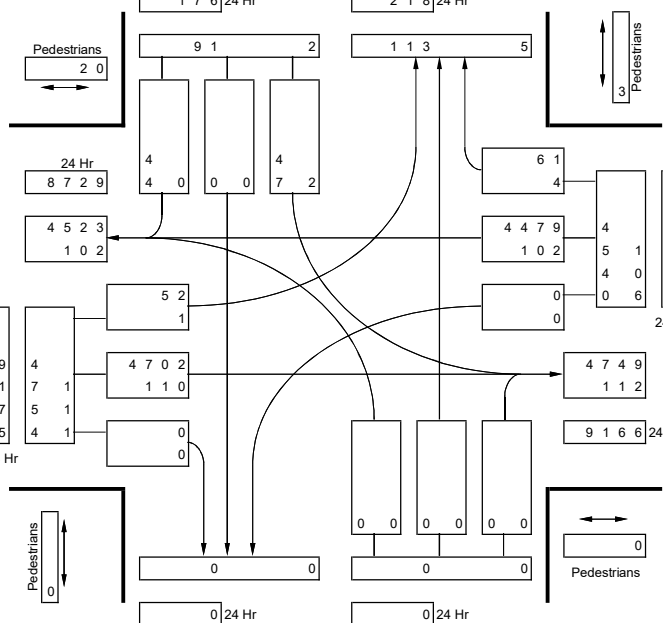 1 7 6 24 Hr
2 1 8 24 Hr
9 1 2
1 1 3 5
Pedestrians
2 0
Pedestrians
3
4
4 0
0 0
4
7 2
6 1
4
24 Hr
8 7 2 9
4 5 2 3
1 0 2
4 4 7 9
1 0 2
4
5 1
4 0
0 6
5 2
1
0
0
2
9
1
7
5
4
7 1
5 1
4 1
4 7 0 2
1 1 0
4 7 4 9
1 1 2
0
0
9 1 6 6 24
Hr
0 0
0 0
0 0
Pedestrians
0
0 0
0 0
0
Pedestrians
0 24 Hr
0 24 Hr